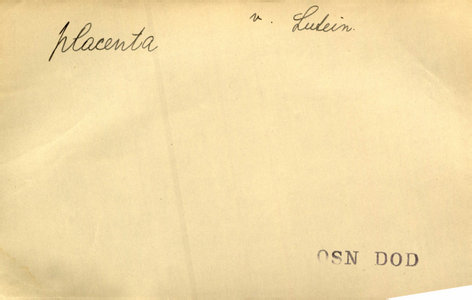 placenta v. Lutein.
OSN DOD